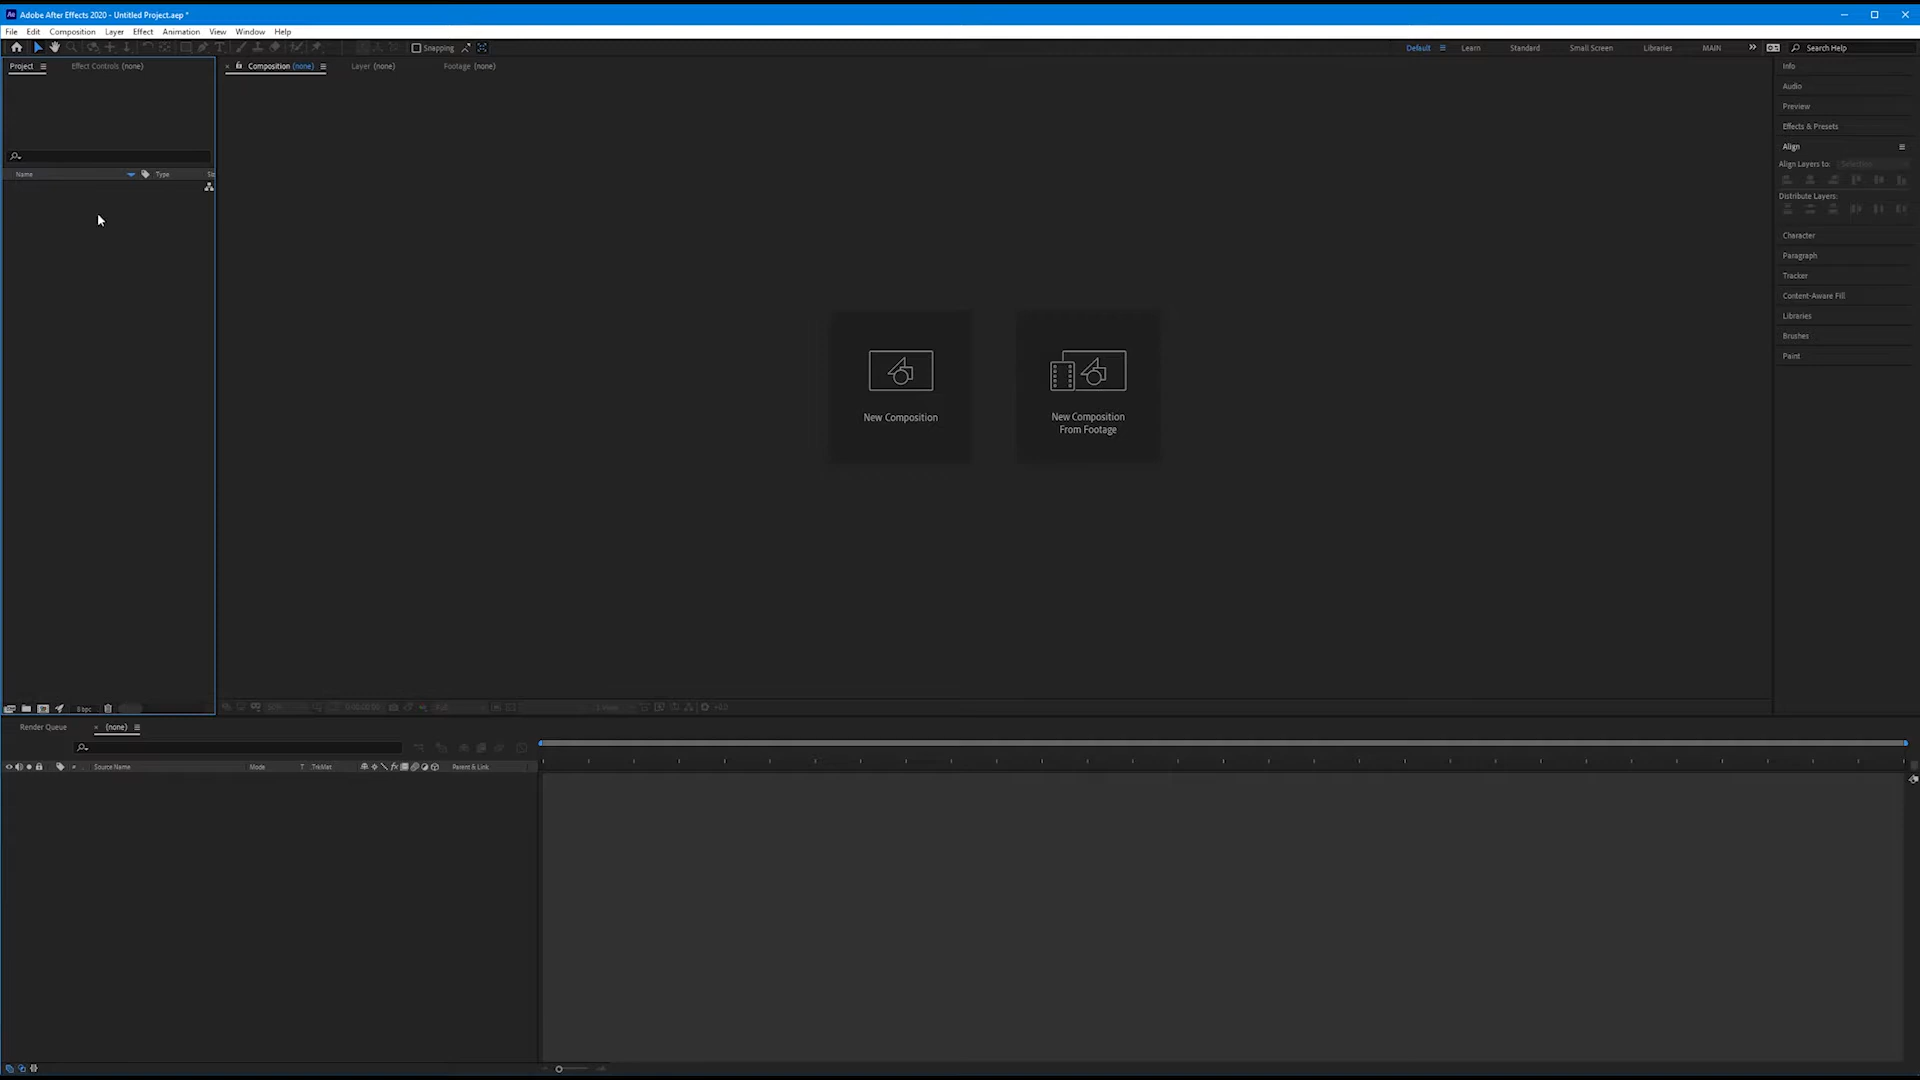 Adobe After Effects 2020 - Untitled Project.aep *
File Edit Composition Layer Effect Animation View Window Help
Snapping
Default Learn Standard Small Screen Libraries MAIN Search Help
Project Effect Controls (none) Composition (none) Layer (none) Footage (none)
Name Type
New Composition
New Composition
From Footage
Info
Audio
Preview
Effects & Presets
Align
Align Layers to: Selection
Distribute Layers:
Character
Paragraph
Tracker
Content-Aware Fill
Libraries
Brushes
Paint
8 bpc
Render Queue (none)
Source Name Mode T TrkMat Parent & Link